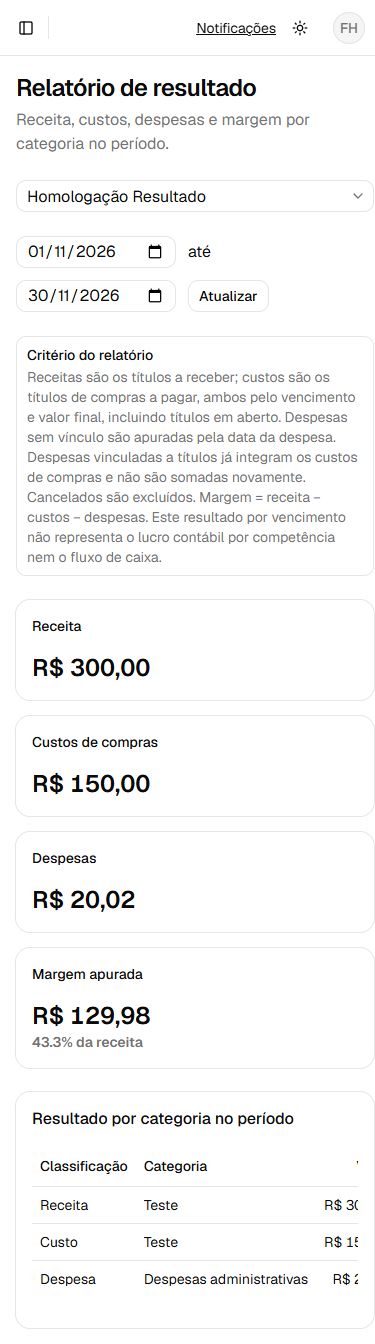 Notificações FH
Relatório de resultado
Receita, custos, despesas e margem por
categoria no período.
Homologação Resultado
01/11/2026 até
30/11/2026 Atualizar
Critério do relatório
Receitas são os títulos a receber; custos são os
títulos de compras a pagar, ambos pelo vencimento
e valor final, incluindo títulos em aberto. Despesas
sem vínculo são apuradas pela data da despesa.
Despesas vinculadas a títulos já integram os custos
de compras e não são somadas novamente.
Cancelados são excluídos. Margem = receita −
custos − despesas. Este resultado por vencimento
não representa o lucro contábil por competência
nem o fluxo de caixa.
Receita
R$ 300,00
Custos de compras
R$ 150,00
Despesas
R$ 20,02
Margem apurada
R$ 129,98
43.3% da receita
Resultado por categoria no período
Classificação Categoria
Receita Teste R$ 30
Custo Teste R$ 15
Despesa Despesas administrativas R$ 2